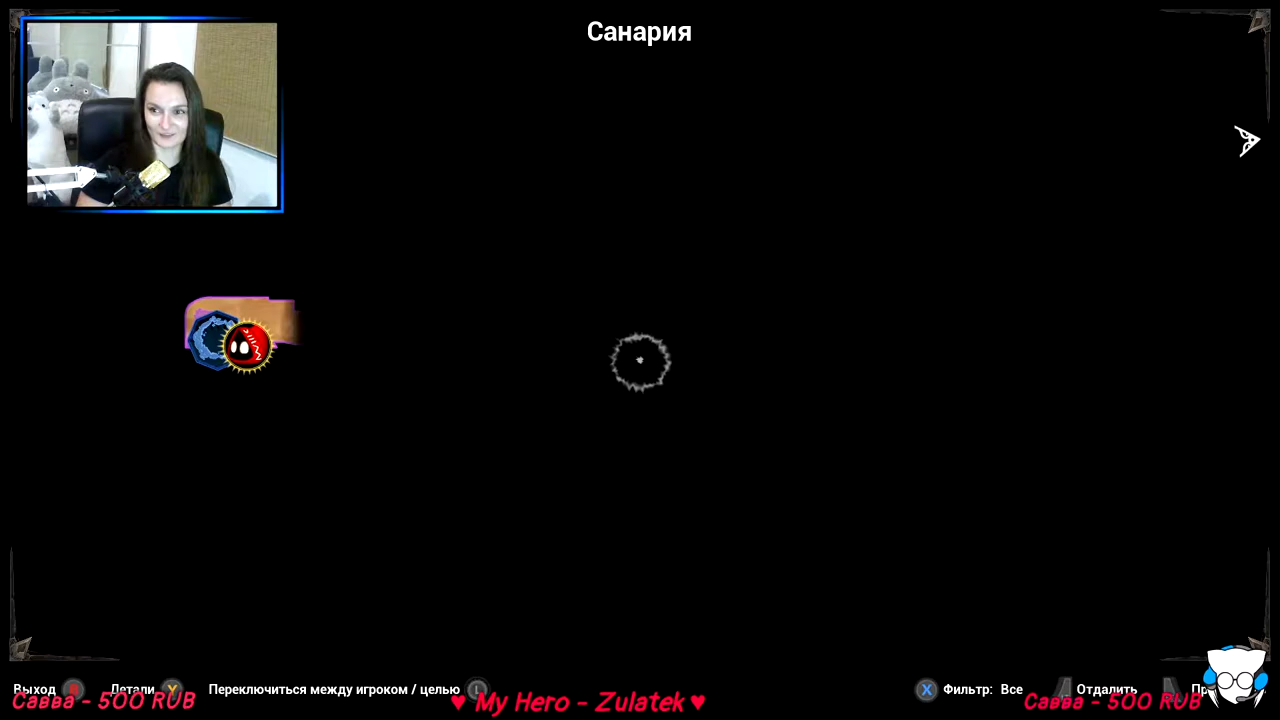 Санария
Выход B
Детали Y
Переключиться между игроком / целью L
X Фильтр: Все
Отдалить
Савва - 500 RUB
♥ My Hero - Zulatek ♥
Савва - 500 RUB